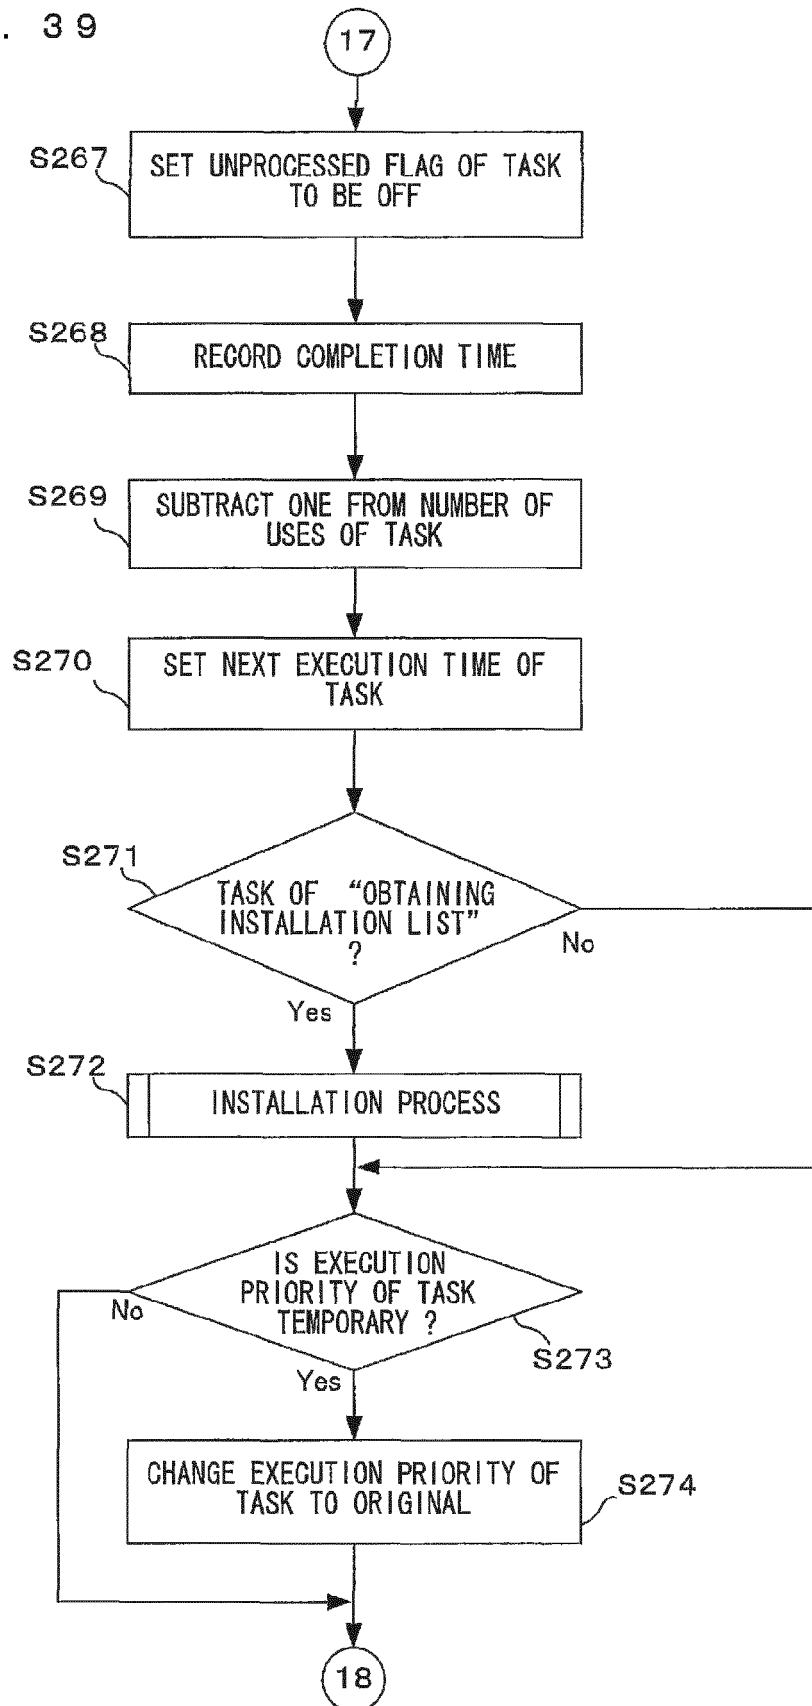 . 39
17
S267
SET UNPROCESSED FLAG OF TASK
TO BE OFF
S268
RECORD COMPLETION TIME
S269
SUBTRACT ONE FROM NUMBER OF
USES OF TASK
S270
SET NEXT EXECUTION TIME OF
TASK
S271
TASK OF “OBTAINING
INSTALLATION LIST”
?
No
Yes
S272
INSTALLATION PROCESS
IS EXECUTION
PRIORITY OF TASK
TEMPORARY ?
No
S273
Yes
CHANGE EXECUTION PRIORITY OF
TASK TO ORIGINAL
S274
18